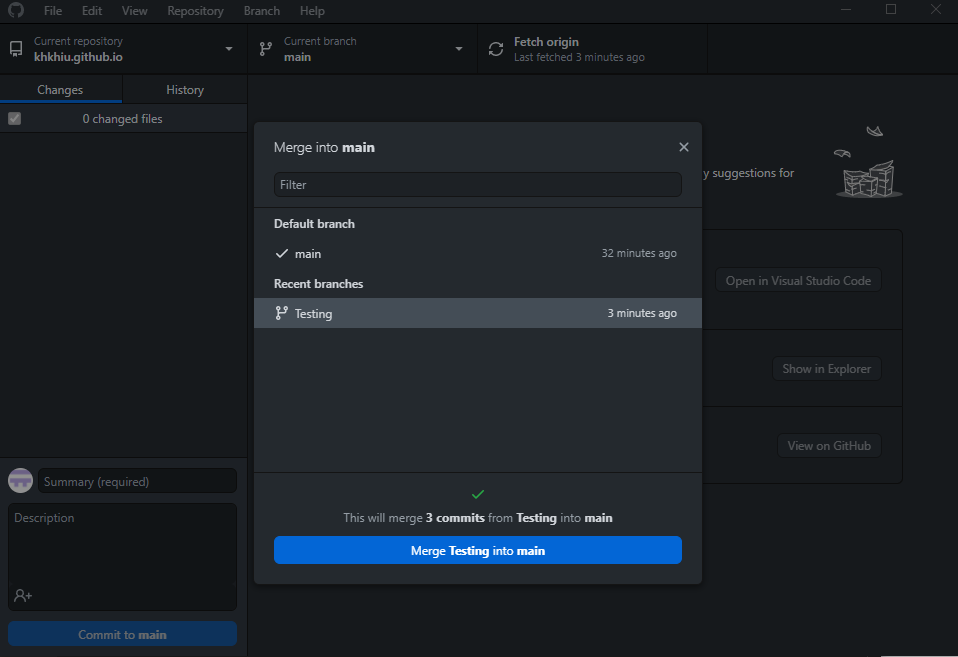 File Edit View Repository Branch Help
Current repository
khkhiu.github.io
Current branch
main
Fetch origin
Last fetched 3 minutes ago
Changes History
0 changed files
Merge into main
Filter
Default branch
main 32 minutes ago
Recent branches
Testing 3 minutes ago
This will merge 3 commits from Testing into main
Merge Testing into main
suggestions for
Open in Visual Studio Code
Show in Explorer
View on GitHub
Summary (required)
Description
Commit to main